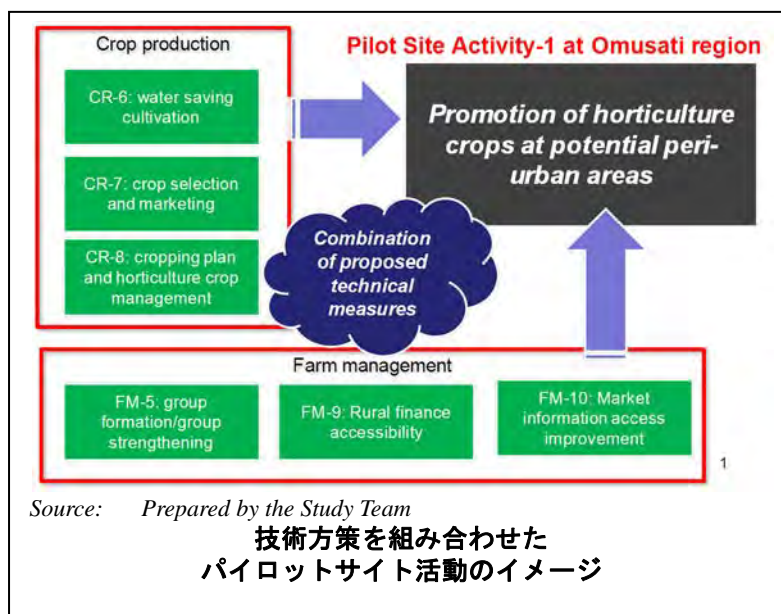 Crop production
CR-6: water saving
cultivation
CR-7: crop selection
and marketing
CR-8: cropping plan
and horticulture crop
management
Pilot Site Activity-1 at Omusati region
Promotion of horticulture
crops at potential peri-
urban areas
Combination
of proposed
technical
measures
Farm management
FM-5: group
formation/group
strengthening
FM-9: Rural finance
accessibility
FM-10: Market
information access
improvement
1
Source: Prepared by the Study Team
技術方策を組み合わせた
パイロットサイト活動のイメージ